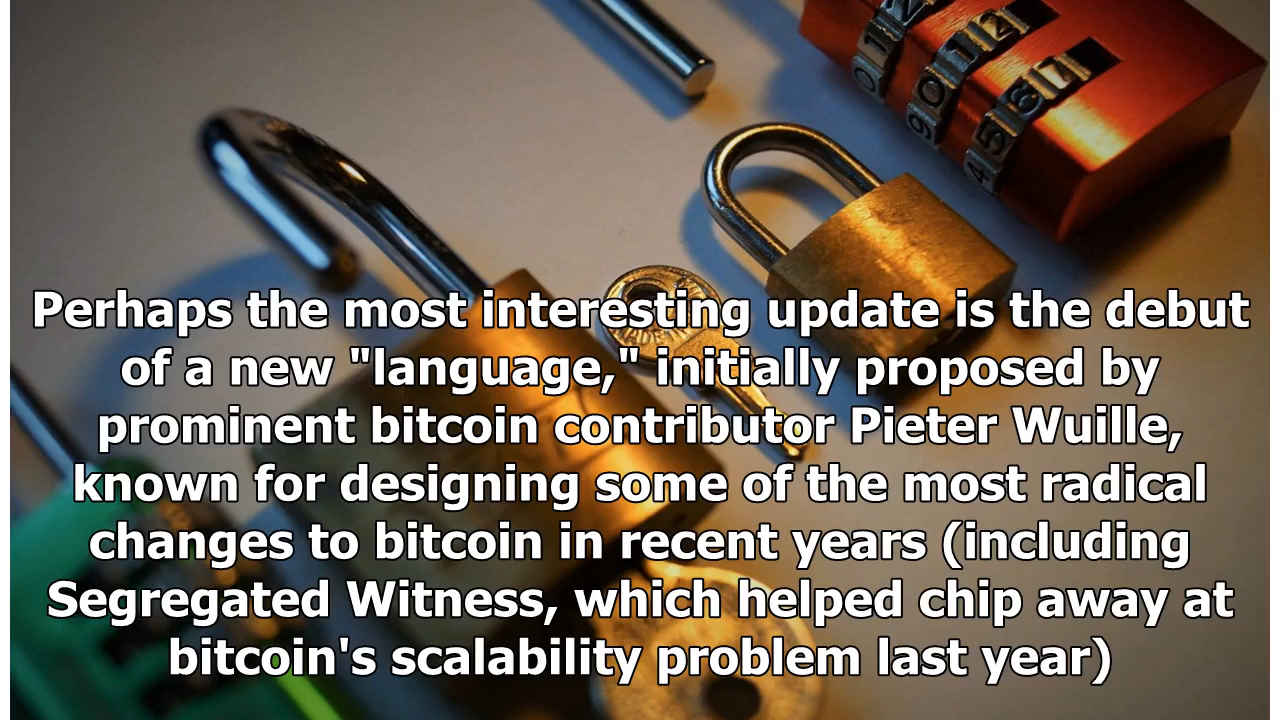 Perhaps the most interesting update is the debut
of a new "language," initially proposed by
prominent bitcoin contributor Pieter Wuille,
known for designing some of the most radical
changes to bitcoin in recent years (including
Segregated Witness, which helped chip away at
bitcoin's scalability problem last year)